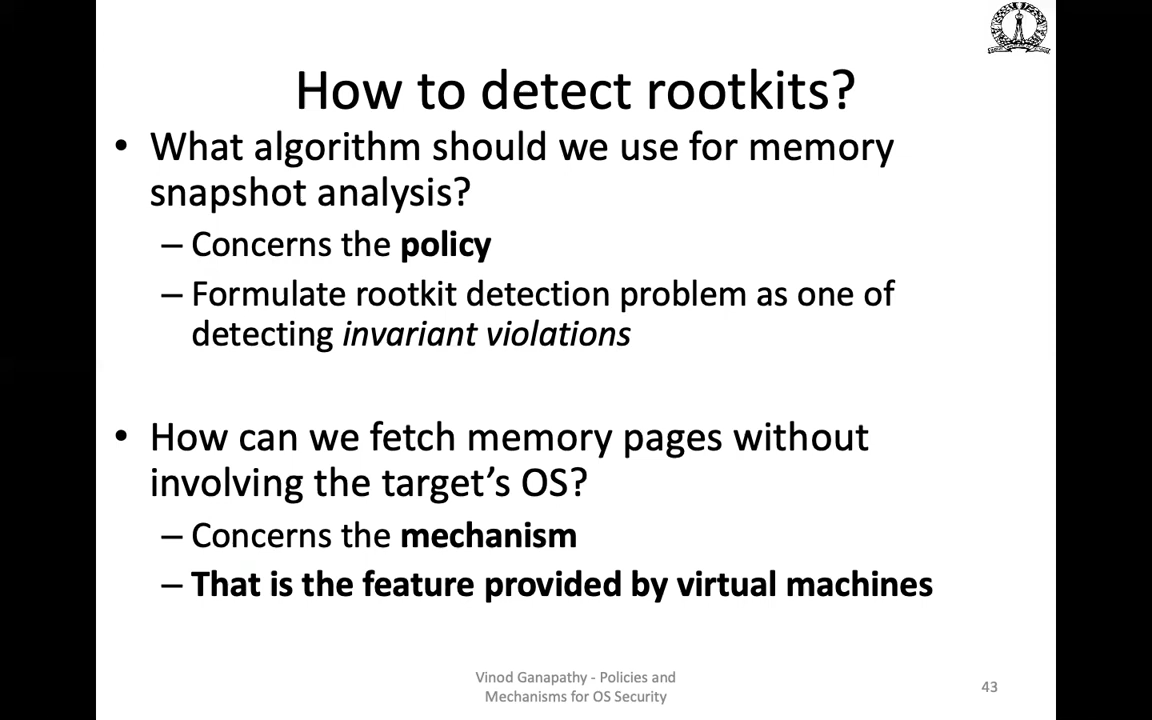 How to detect rootkits?
• What algorithm should we use for memory
snapshot analysis?
– Concerns the policy
– Formulate rootkit detection problem as one of
detecting invariant violations
• How can we fetch memory pages without
involving the target’s OS?
– Concerns the mechanism
– That is the feature provided by virtual machines
Vinod Ganapathy - Policies and
Mechanisms for OS Security
43